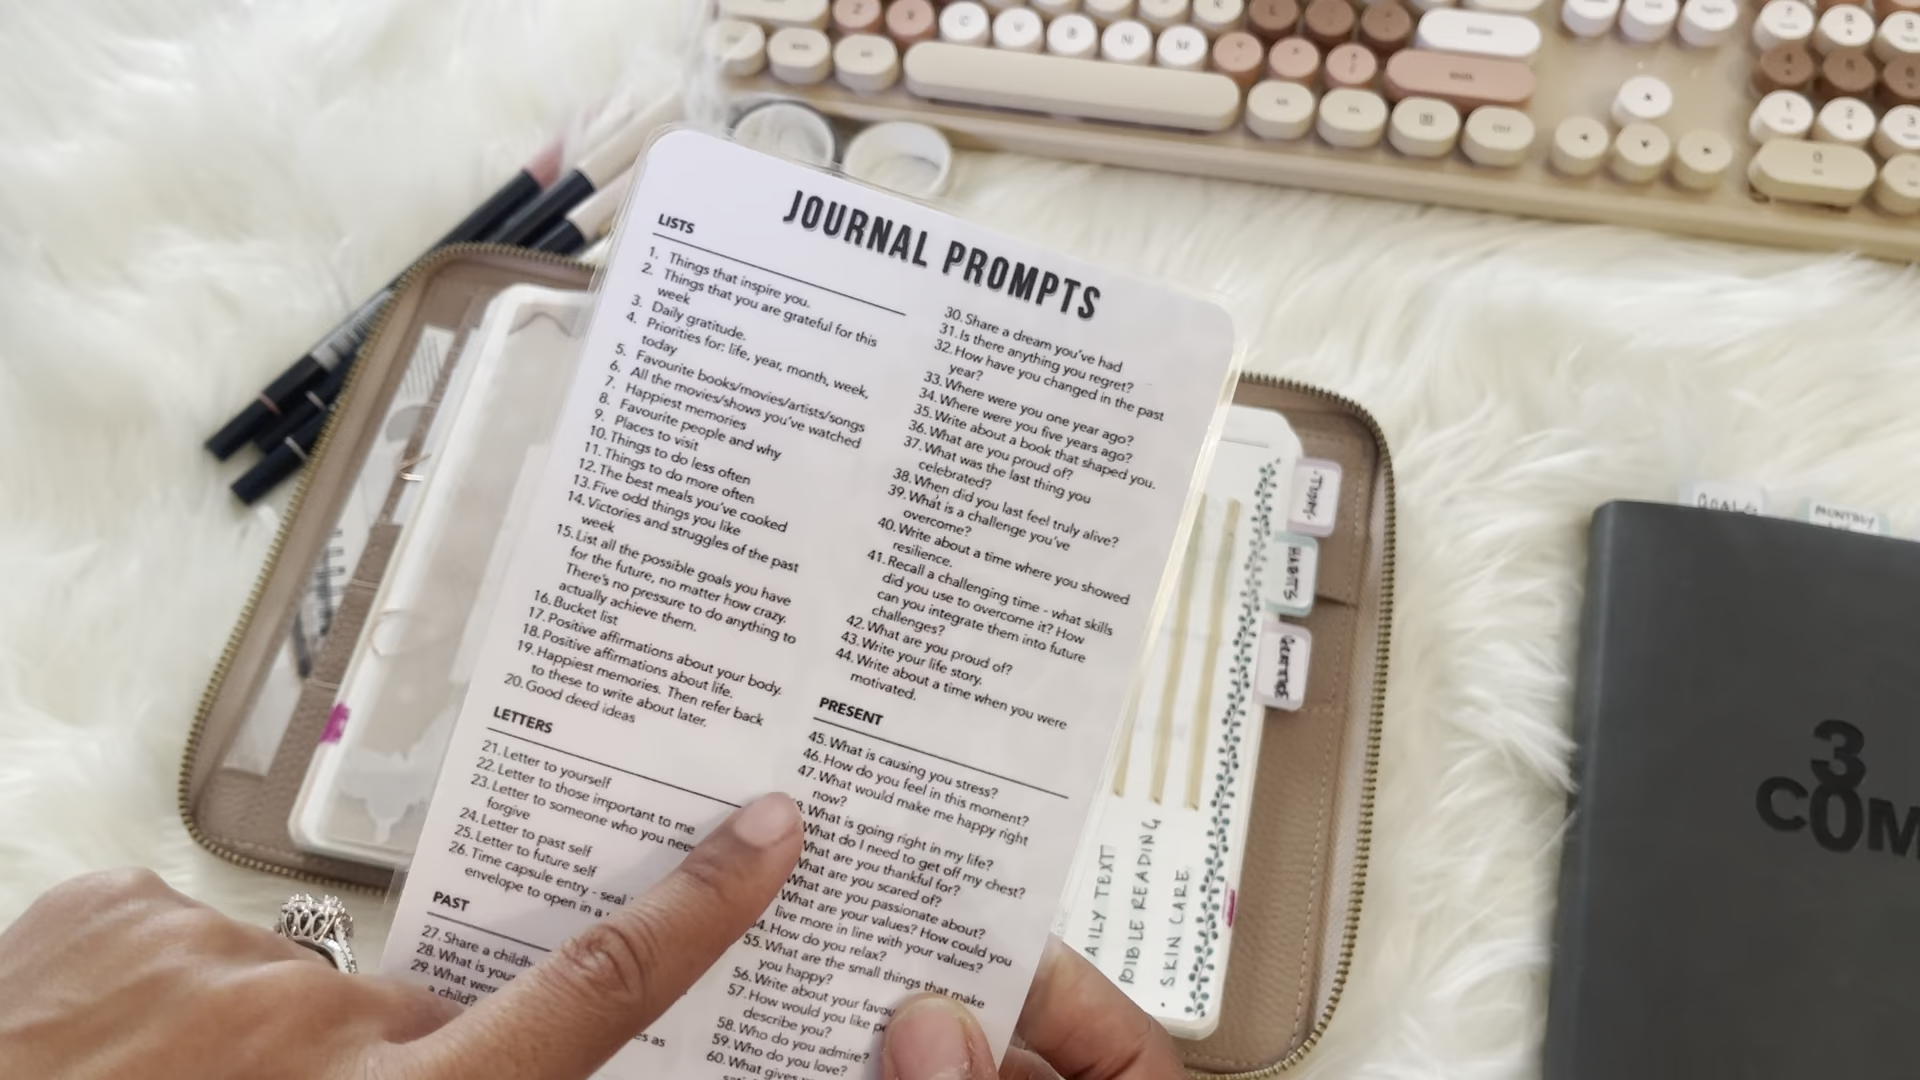 JOURNAL PROMPTS
LISTS
1. Things that inspire you.
2. Things that you are grateful for this
week
3. Daily gratitude.
4. Priorities for: life, year, month, week,
today
5. Favourite books/movies/artists/songs
6. All the movies/shows you've watched
7. Happiest memories
8. Favourite people and why
9. Places to visit
10. Things to do less often
11. Things to do more often
12. The best meals you've cooked
13. Five odd things you like
14. Victories and struggles of the past
week
15. List all the possible goals you have
for the future, no matter how crazy.
There's no pressure to do anything to
actually achieve them.
16. Bucket list
17. Positive affirmations about your body.
18. Positive affirmations about life.
19. Happiest memories. Then refer back
to these to write about later.
20. Good deed ideas
LETTERS
21. Letter to yourself
22. Letter to those important to me
23. Letter to someone who you need
forgive
24. Letter to past self
25. Letter to future self
26. Time capsule entry - seal
envelope to open in a
PAST
27. Share a childh
28. What is your
29. What were
a child?
es as
30. Share a dream you've had
31. Is there anything you regret?
32. How have you changed in the past
year?
33. Where were you one year ago?
34. Where were you five years ago?
35. Write about a book that shaped you.
36. What are you proud of?
37. What was the last thing you
celebrated?
38. When did you last feel truly alive?
39. What is a challenge you've
overcome?
40. Write about a time where you showed
resilience.
41. Recall a challenging time - what skills
did you use to overcome it? How
can you integrate them into future
challenges?
42. What are you proud of?
43. Write your life story.
44. Write about a time when you were
motivated.
PRESENT
45. What is causing you stress?
46. How do you feel in this moment?
47. What would make me happy right
now?
8. What is going right in my life?
What do I need to get off my chest?
What are you thankful for?
What are you scared of?
What are you passionate about?
What are your values? How could you
live more in line with your values?
4. How do you relax?
55. What are the small things that make
you happy?
56. Write about your favou
57. How would you like pe
describe you?
58. Who do you admire?
59. Who do you love?
60. What gives
AILY TEXT
BIBLE READING
• SKIN CARE
HABITS
GOALS
MONTHLY
3
COM